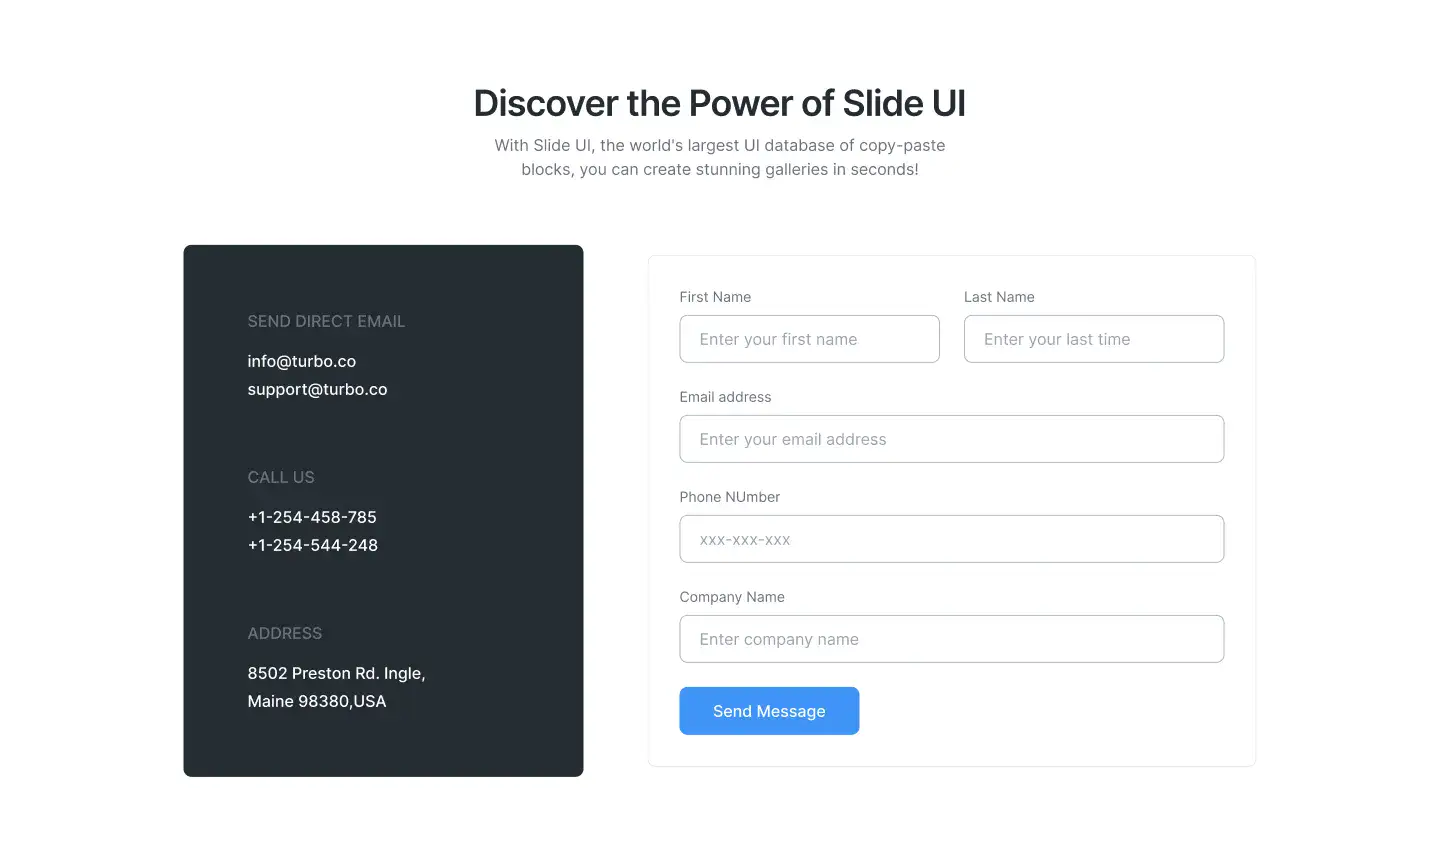 Discover the Power of Slide UI
With Slide UI, the world's largest UI database of copy-paste
blocks, you can create stunning galleries in seconds!
SEND DIRECT EMAIL
info@turbo.co
support@turbo.co
CALL US
+1-254-458-785
+1-254-544-248
ADDRESS
8502 Preston Rd. Ingle,
Maine 98380,USA
First Name
Last Name
Enter your first name
Enter your last time
Email address
Enter your email address
Phone NUmber
xxx-xxx-xxx
Company Name
Enter company name
Send Message